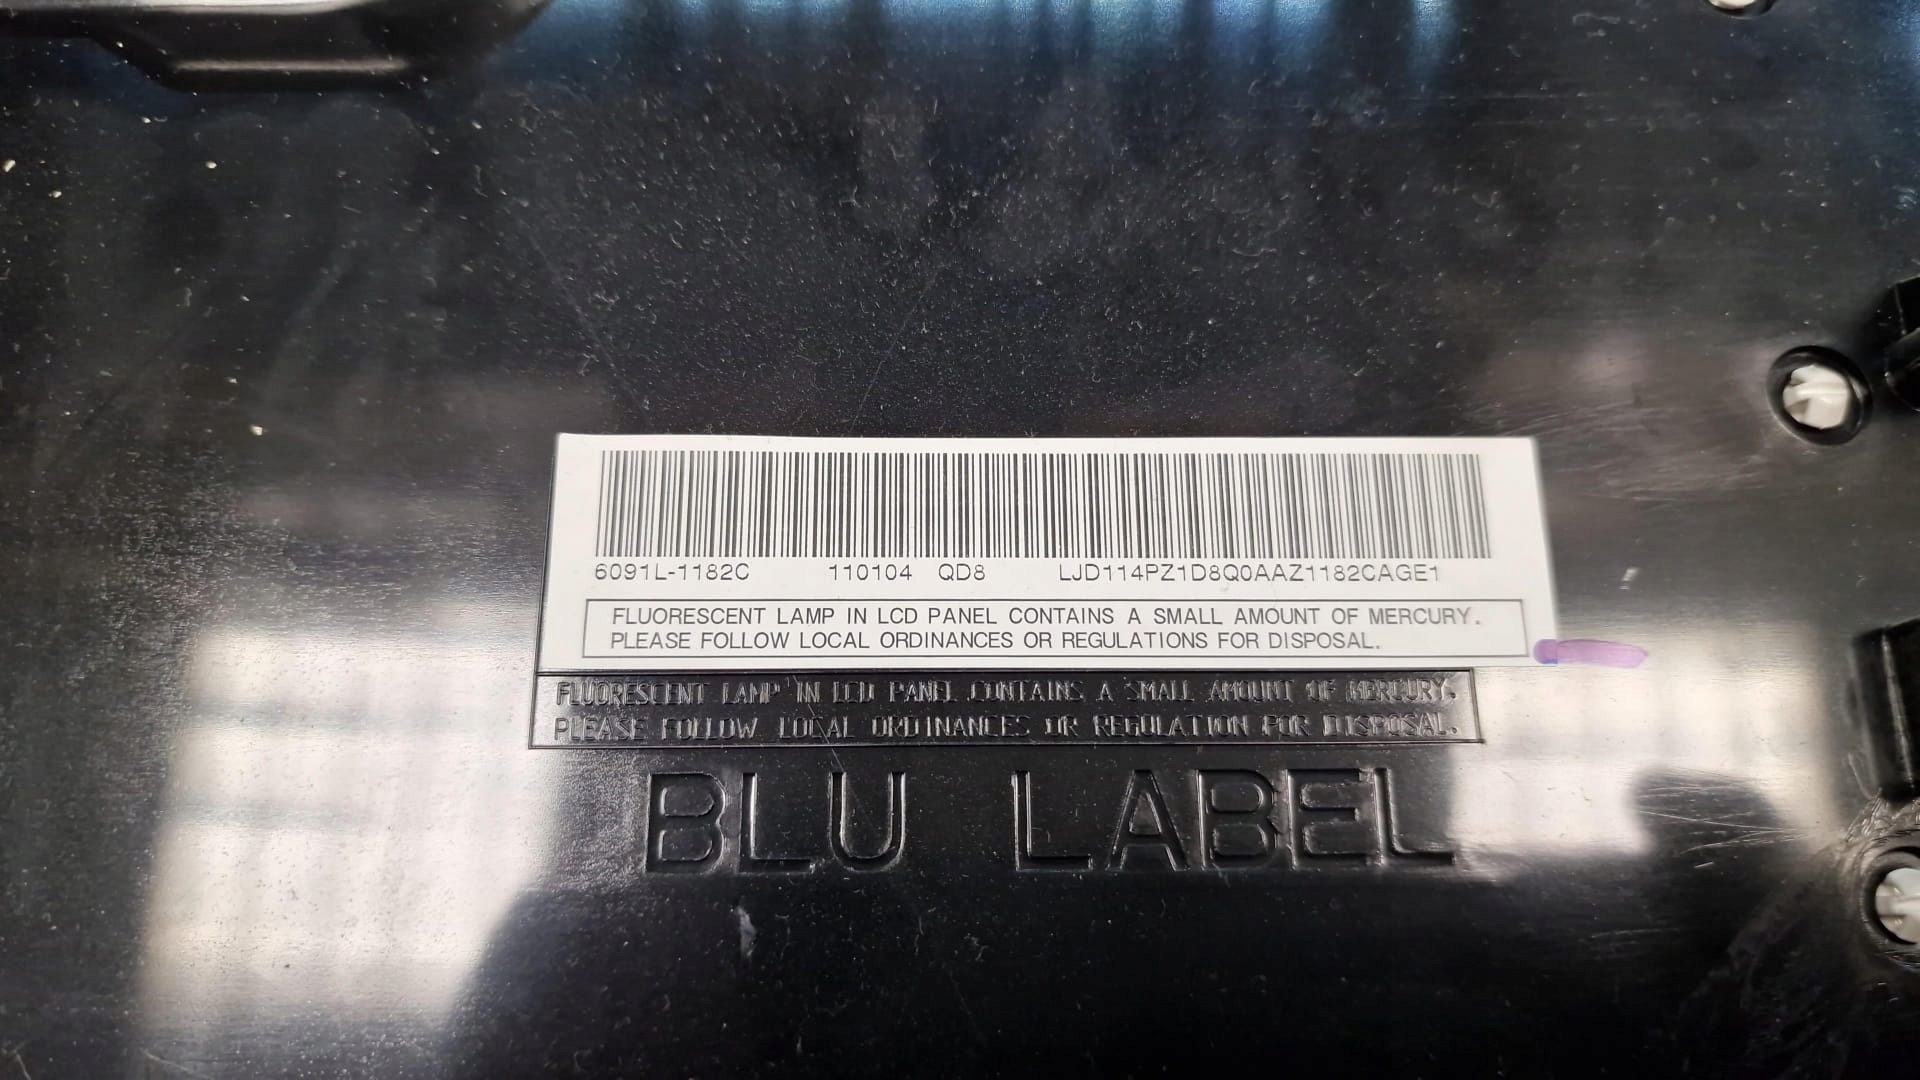 6091L-1182C 110104 QD8 LJD114PZ1D8Q0AAZ1182CAGE1
FLUORESCENT LAMP IN LCD PANEL CONTAINS A SMALL AMOUNT OF MERCURY.
PLEASE FOLLOW LOCAL ORDINANCES OR REGULATIONS FOR DISPOSAL.
FLUORESCENT LAMP IN LCD PANEL CONTAINS A SMALL AMOUNT OF MERCURY.
PLEASE FOLLOW LOCAL ORDINANCES OR REGULATION FOR DISPOSAL.
BLU LABEL